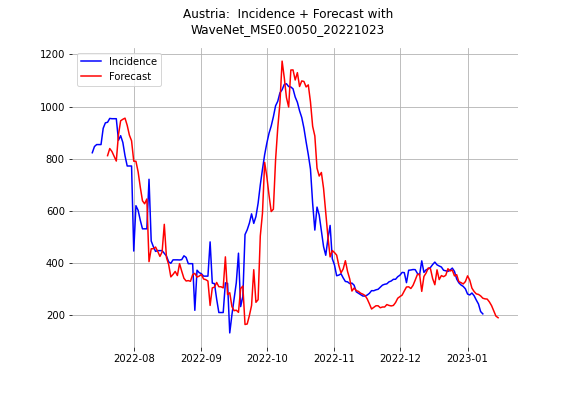 Austria:  Incidence + Forecast with
WaveNet_MSE0.0050_20221023
Incidence
Forecast
1200
1000
800
600
400
200
2022-08 2022-09 2022-10 2022-11 2022-12 2023-01